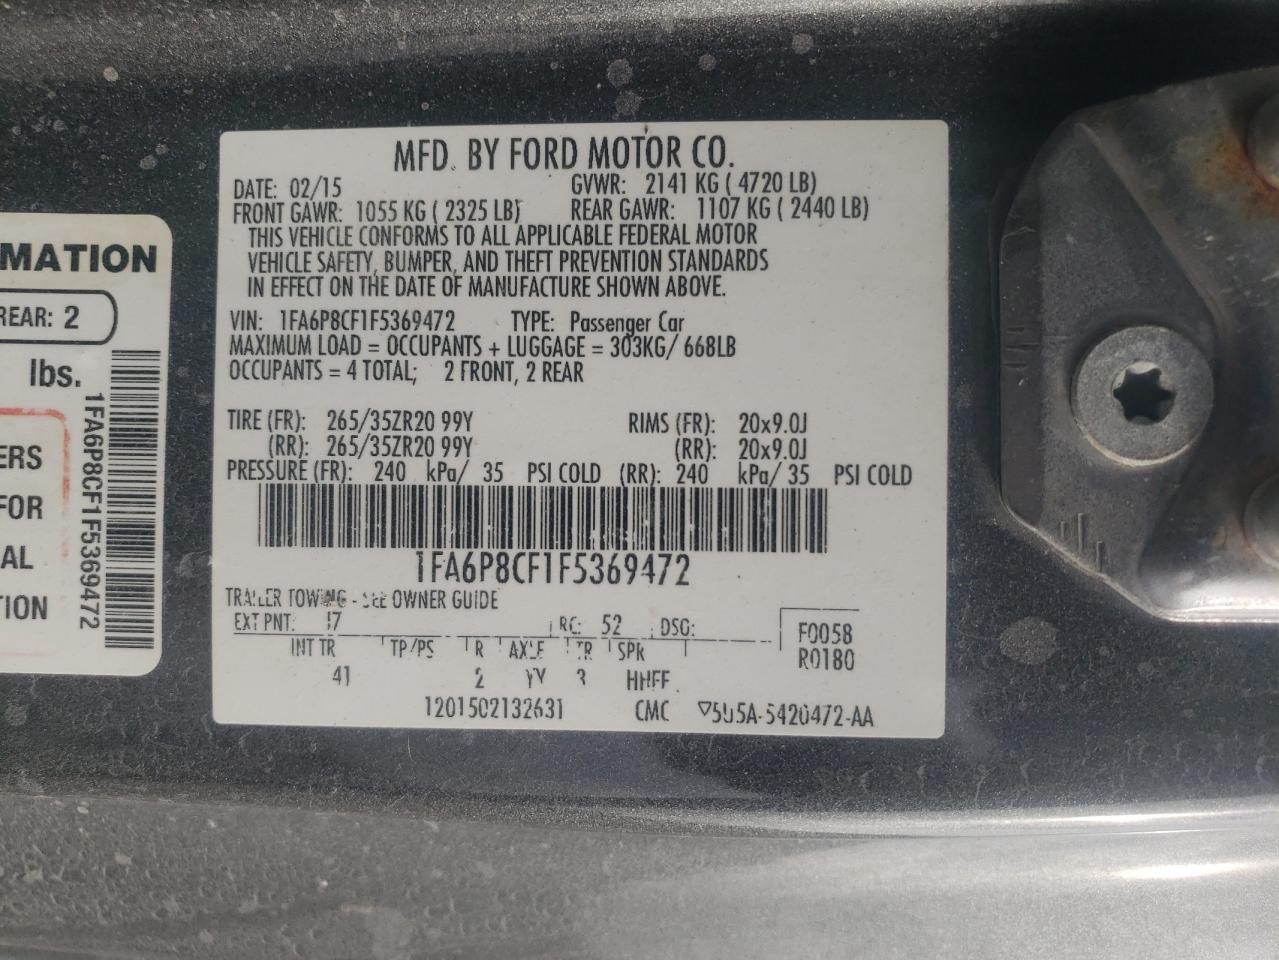 MFD. BY FORD MOTOR CO.
DATE: 02/15 GVWR: 2141 KG ( 4720 LB)
FRONT GAWR: 1055 KG ( 2325 LB) REAR GAWR: 1107 KG ( 2440 LB)
THIS VEHICLE CONFORMS TO ALL APPLICABLE FEDERAL MOTOR
VEHICLE SAFETY, BUMPER, AND THEFT PREVENTION STANDARDS
IN EFFECT ON THE DATE OF MANUFACTURE SHOWN ABOVE.
VIN: 1FA6P8CF1F5369472 TYPE: Passenger Car
MAXIMUM LOAD = OCCUPANTS + LUGGAGE = 303KG/ 668LB
OCCUPANTS = 4 TOTAL; 2 FRONT, 2 REAR
TIRE (FR): 265/35ZR20 99Y RIMS (FR): 20x9.0J
(RR): 265/35ZR20 99Y (RR): 20x9.0J
PRESSURE (FR): 240 kPa/ 35 PSI COLD (RR): 240 kPa/ 35 PSI COLD
1FA6P8CF1F5369472
TRAILER TOWING - SEE OWNER GUIDE
EXT PNT: RC: 52 DSO: F0058
INT TR TP/PS R AXLE TR SPR R0180
41 2 YY 3 HHFF
1201502132631 CMC 5U5A-5420472-AA
MATION
REAR: 2
lbs.
ERS
FOR
AL
TION
1FA6P8CF1F5369472